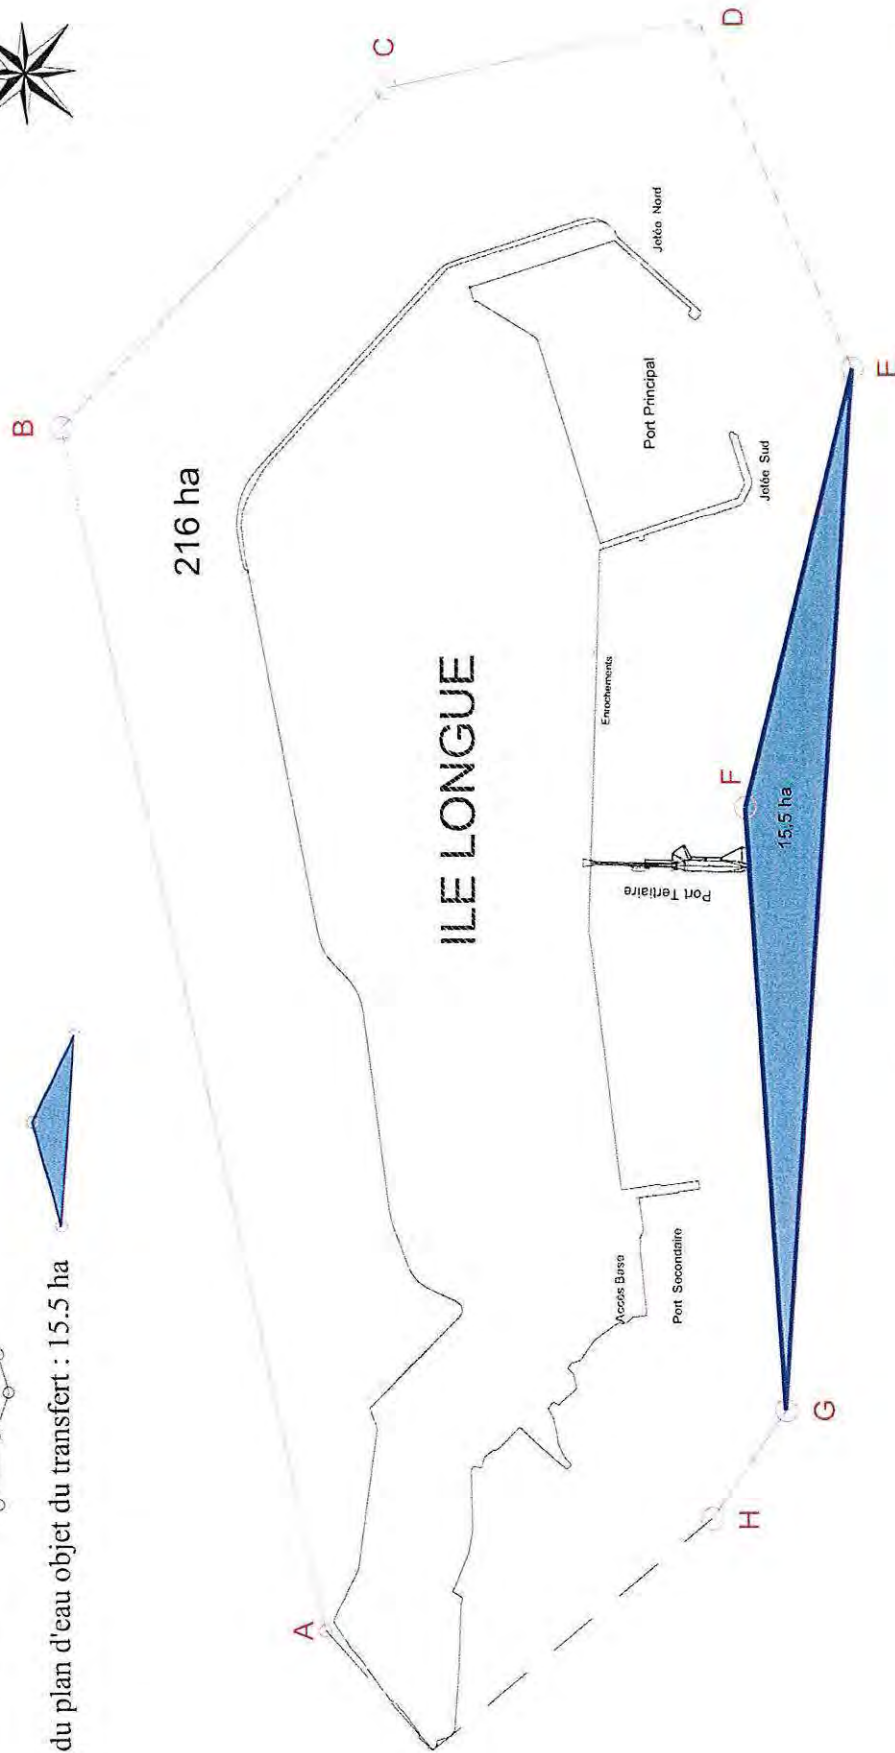 du plan d'eau objet du transfert : 15.5 ha
A
B
C
D
E
F
G
H
216 ha
ILE LONGUE
15,5 ha
Jetée Nord
Port Principal
Jetée Sud
Enrochements
Port Tertiaire
Accès Base
Port Secondaire